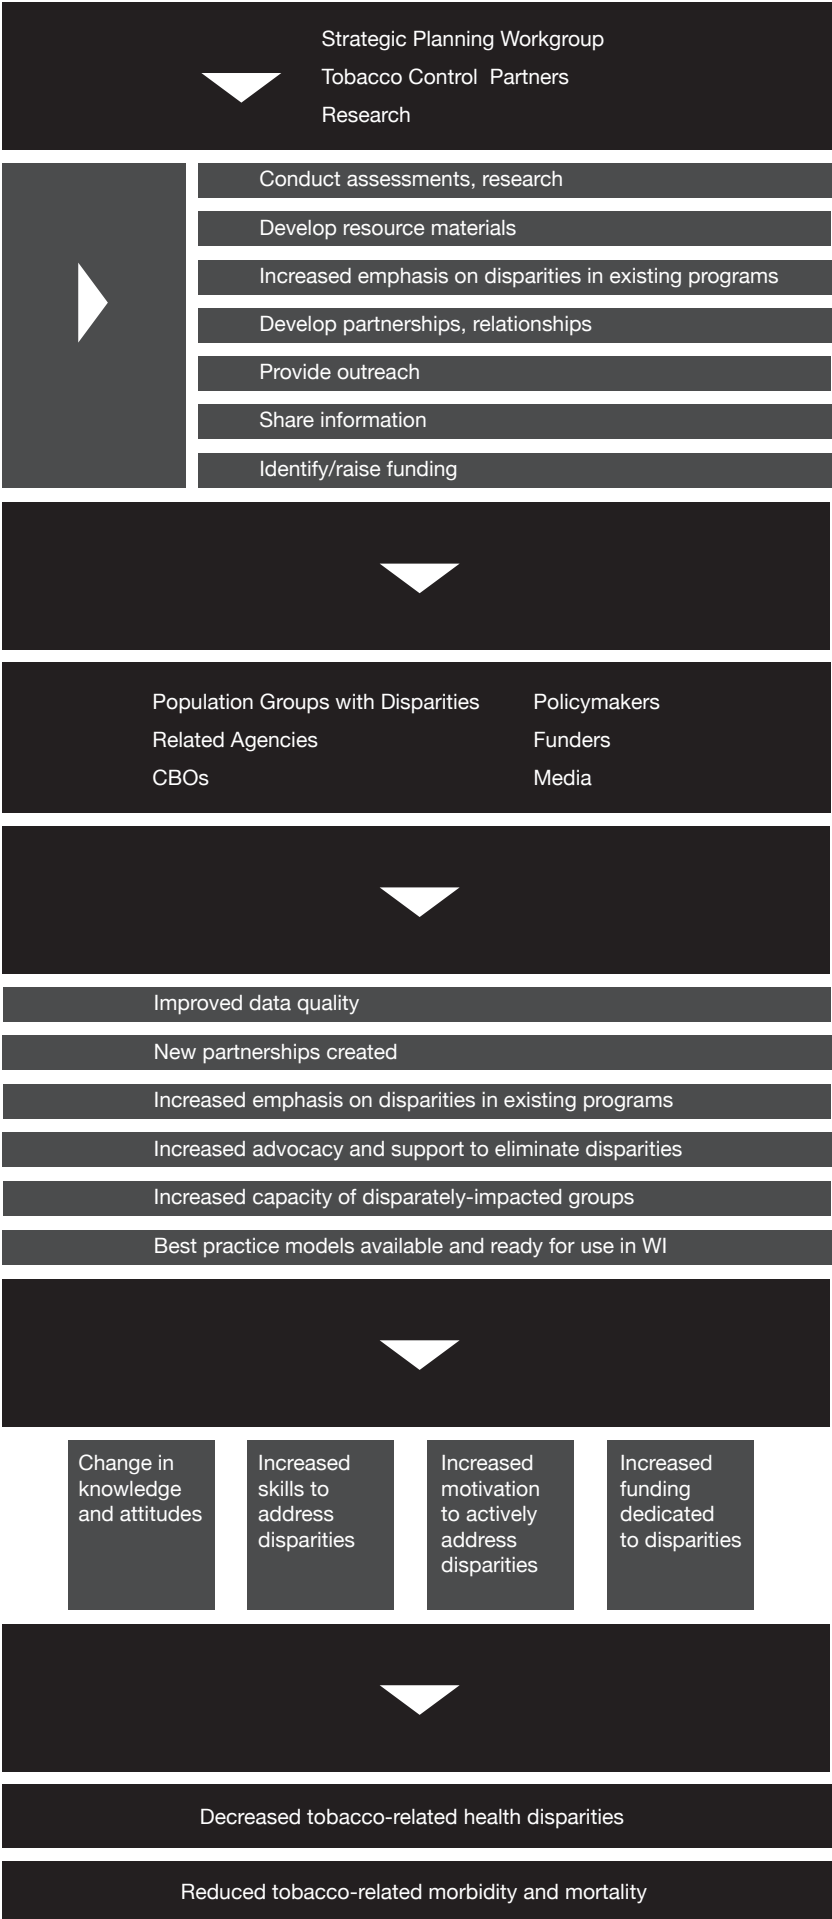 Strategic Planning Workgroup
Tobacco Control  Partners
Research
Conduct assessments, research
Develop resource materials
Increased emphasis on disparities in existing programs
Develop partnerships, relationships
Provide outreach
Share information
Identify/raise funding
Population Groups with Disparities
Related Agencies
CBOs
Policymakers
Funders
Media
Improved data quality
New partnerships created
Increased emphasis on disparities in existing programs
Increased advocacy and support to eliminate disparities
Increased capacity of disparately-impacted groups
Best practice models available and ready for use in WI
Change in
knowledge
and attitudes
Increased
skills to
address
disparities
Increased
motivation
to actively
address
disparities
Increased
funding
dedicated
to disparities
Decreased tobacco-related health disparities
Reduced tobacco-related morbidity and mortality